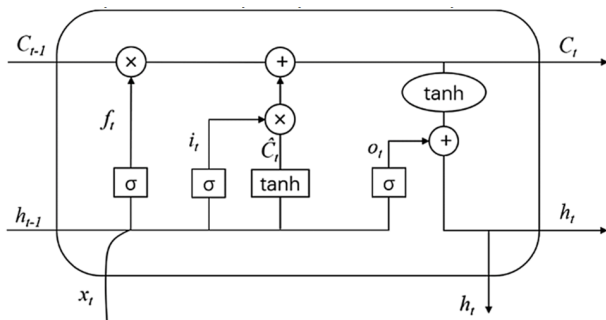 C_{t-1} × + C_t
tanh
f_t × +
i_t Ĉ_t o_t
σ σ tanh σ
h_{t-1} h_t
x_t h_t